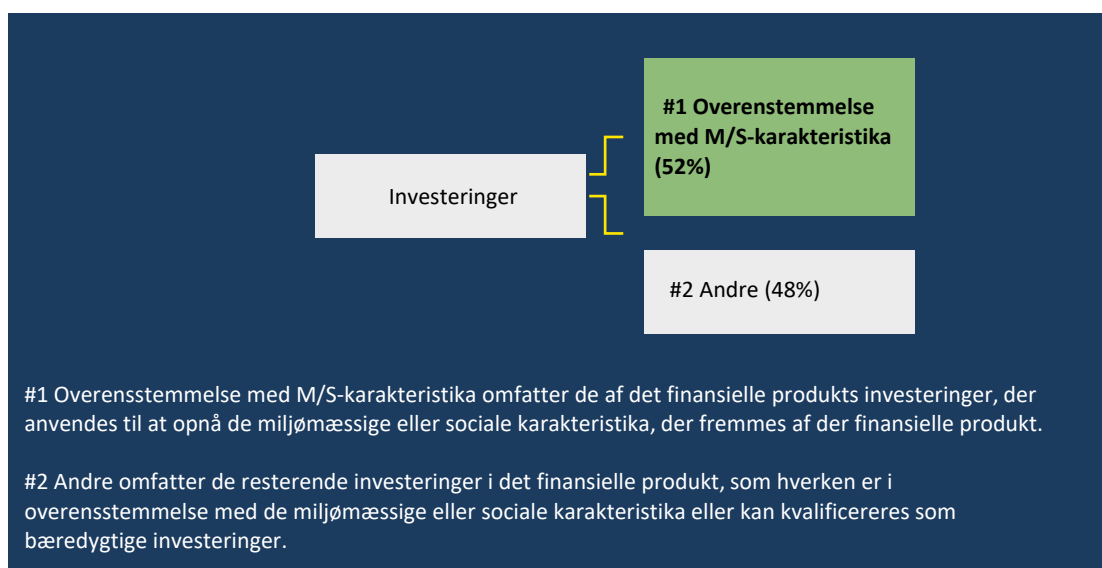 #1 Overenstemmelse
med M/S-karakteristika
(52%)
Investeringer
#2 Andre (48%)
#1 Overensstemmelse med M/S-karakteristika omfatter de af det finansielle produkts investeringer, der
anvendes til at opnå de miljømæssige eller sociale karakteristika, der fremmes af der finansielle produkt.
#2 Andre omfatter de resterende investeringer i det finansielle produkt, som hverken er i
overensstemmelse med de miljømæssige eller sociale karakteristika eller kan kvalificereres som
bæredygtige investeringer.